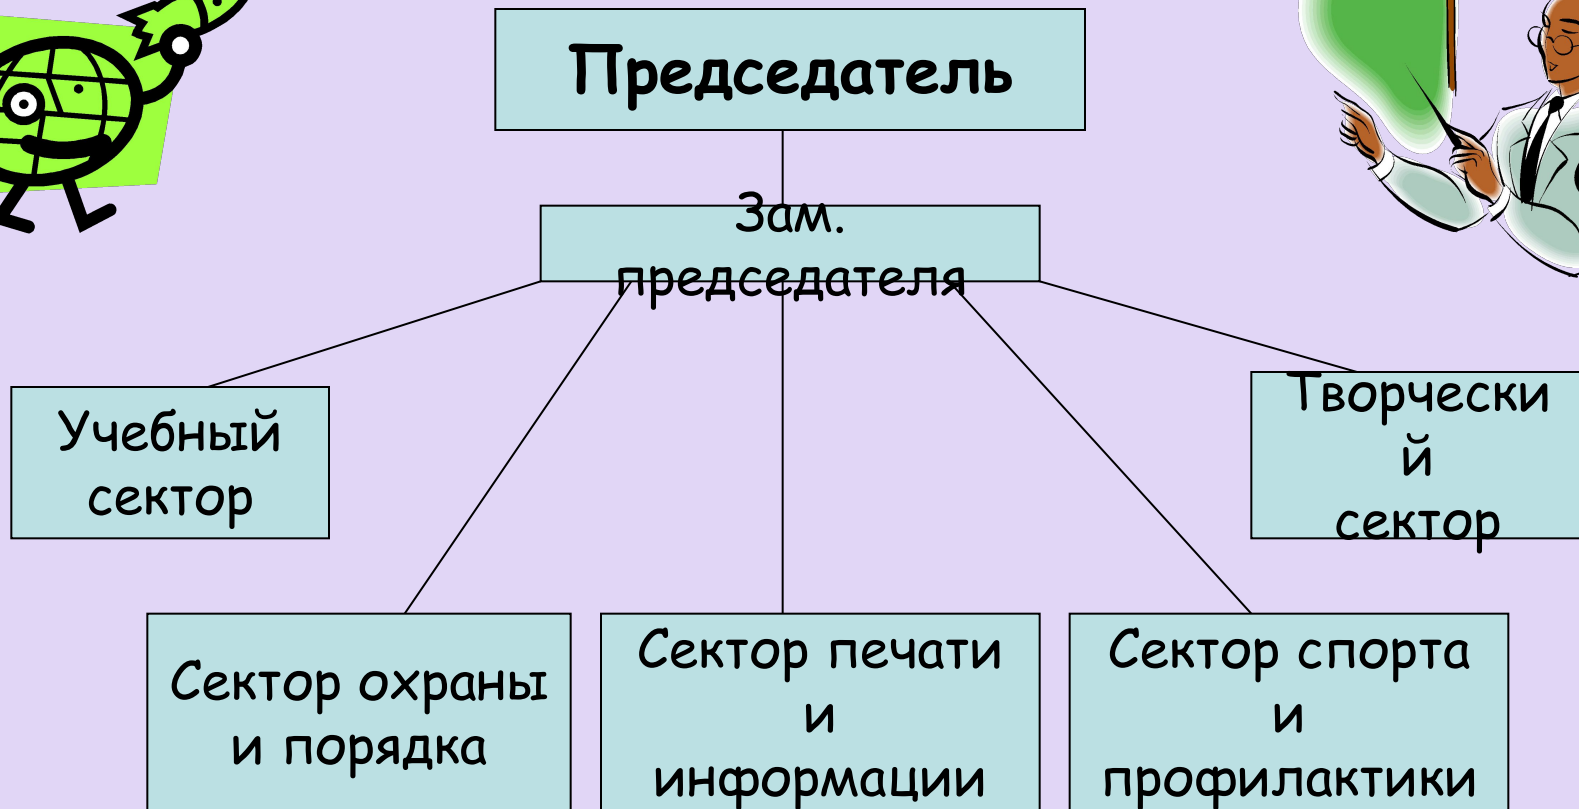 Председатель
Зам.
председателя
Учебный
сектор
Творчески
й
сектор
Сектор охраны
и порядка
Сектор печати
и
информации
Сектор спорта
и
профилактики